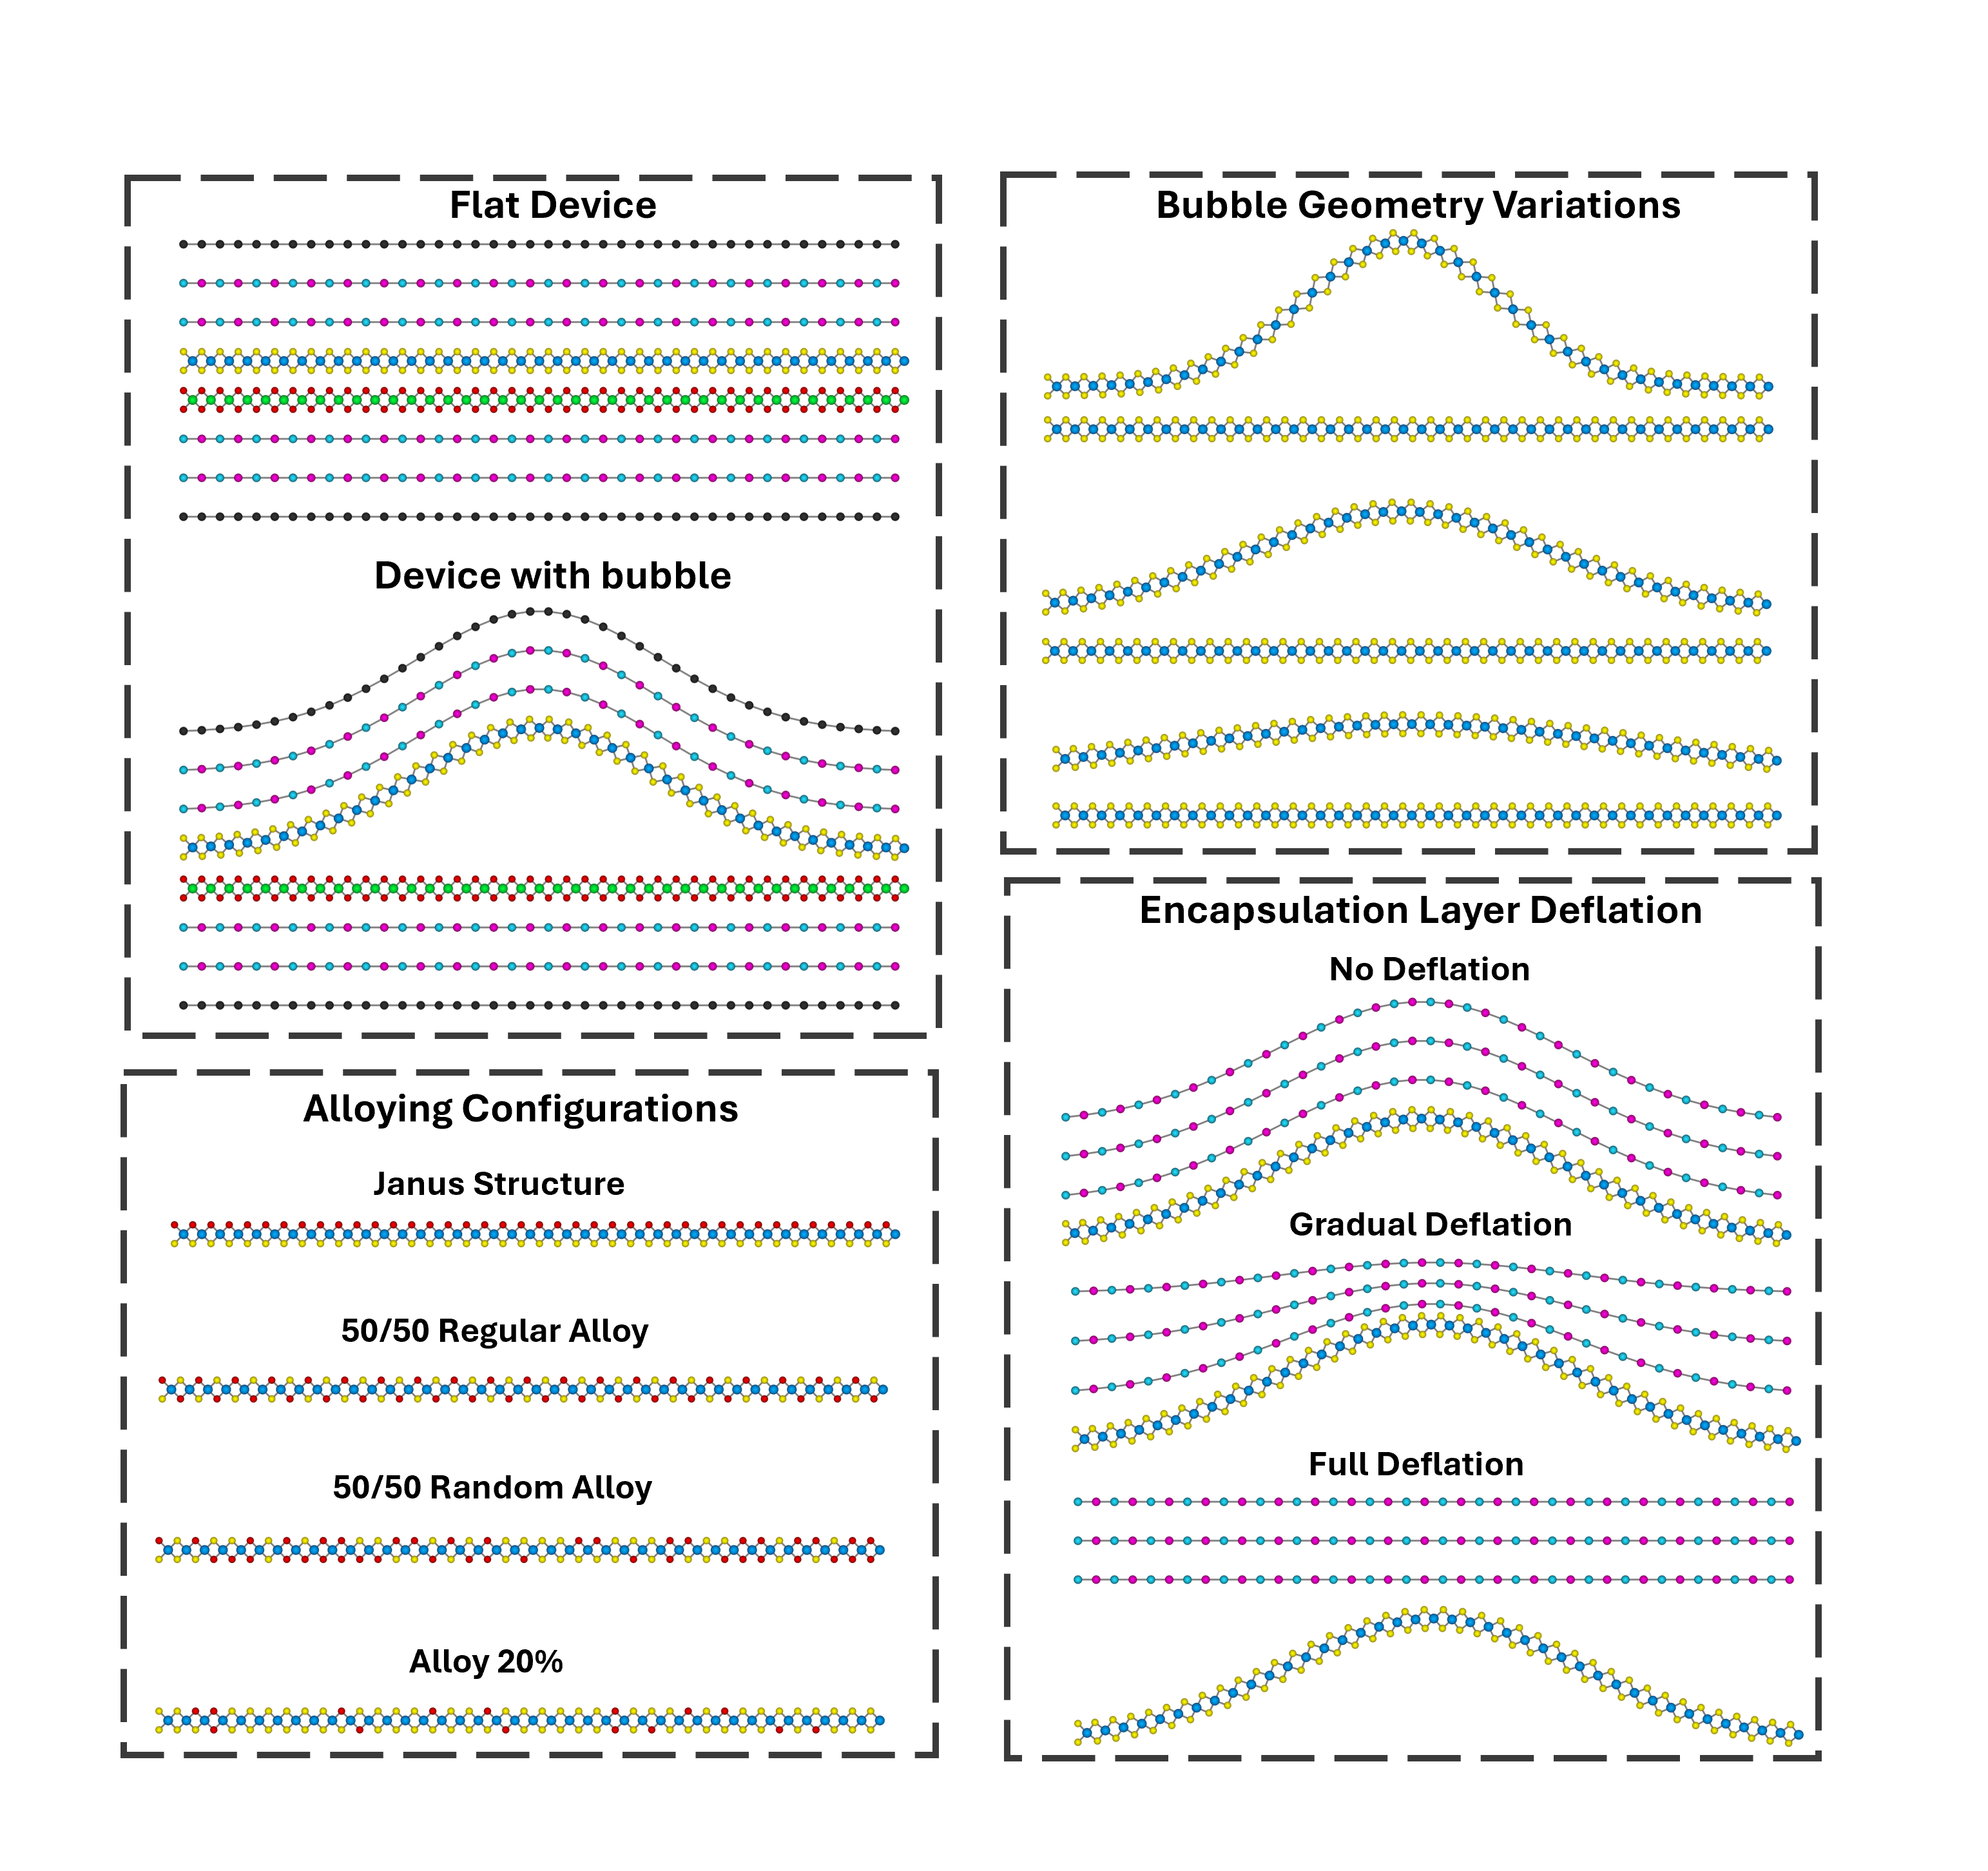 Flat Device
Device with bubble
Alloying Configurations
Janus Structure
50/50 Regular Alloy
50/50 Random Alloy
Alloy 20%
Bubble Geometry Variations
Encapsulation Layer Deflation
No Deflation
Gradual Deflation
Full Deflation